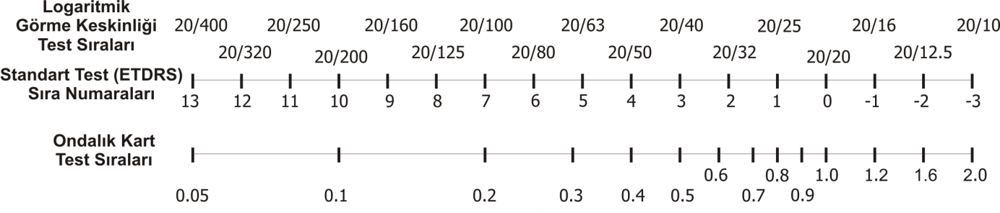 Logaritmik
Görme Keskinliği
Test Sıraları
20/400 20/250 20/160 20/100 20/63 20/40 20/25 20/16 20/10
20/320 20/200 20/125 20/80 20/50 20/32 20/20 20/12.5
Standart Test (ETDRS)
Sıra Numaraları
13 12 11 10 9 8 7 6 5 4 3 2 1 0 -1 -2 -3
Ondalık Kart
Test Sıraları
0.6 0.8 1.0 1.2 1.6 2.0
0.05 0.1 0.2 0.3 0.4 0.5 0.7 0.9